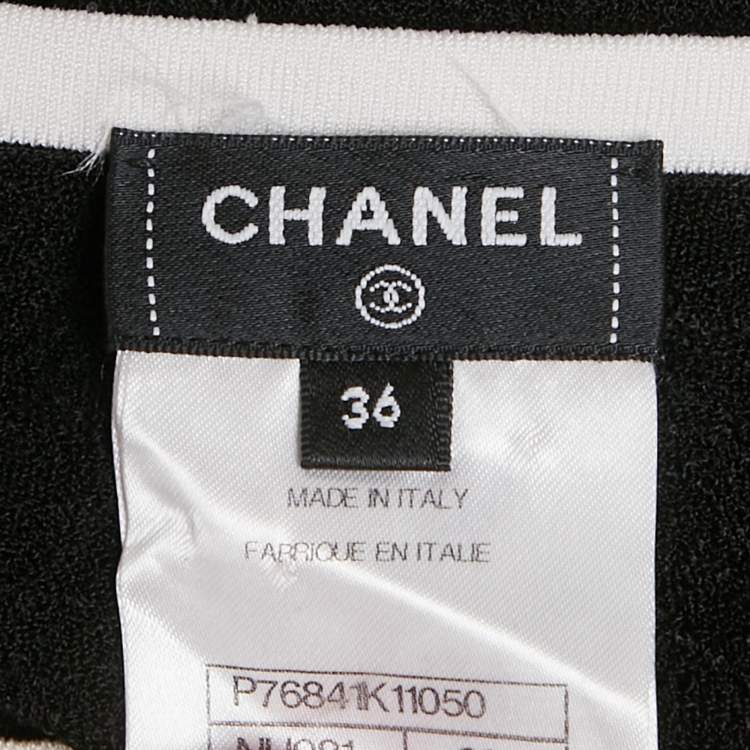 CHANEL
36
MADE IN ITALY
FABRIQUE EN ITALIE
P76841K11050